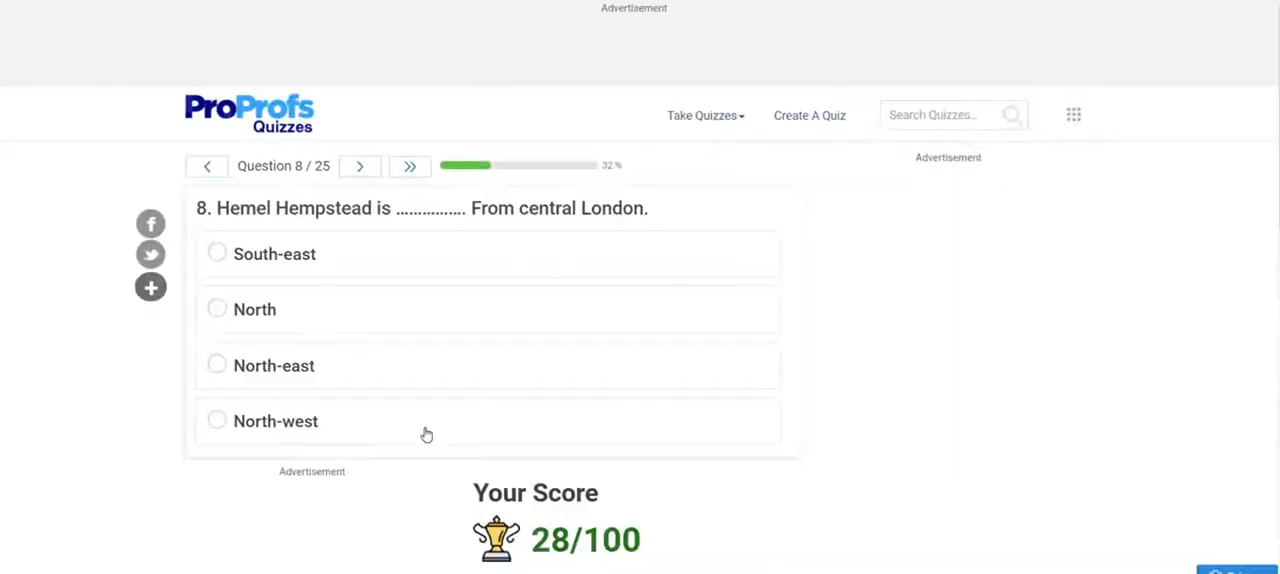 Advertisement
ProProfs
Quizzes
Take Quizzes
Create A Quiz
Search Quizzes..
Question 8 / 25
32 %
Advertisement
8. Hemel Hempstead is ............... From central London.
South-east
North
North-east
North-west
Advertisement
Your Score
28/100